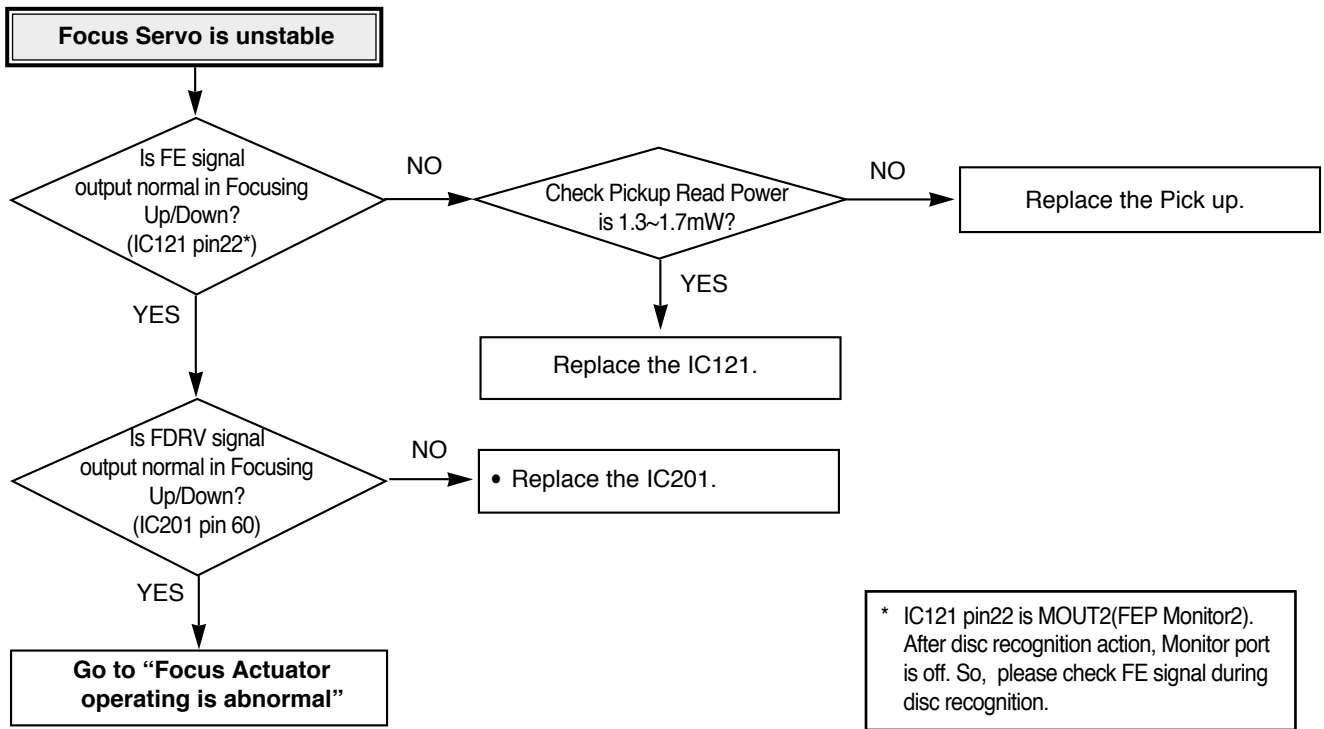 Focus Servo is unstable
Is FE signal
output normal in Focusing
Up/Down?
(IC121 pin22*)
NO
Check Pickup Read Power
is 1.3~1.7mW?
NO
Replace the Pick up.
YES
Replace the IC121.
YES
Is FDRV signal
output normal in Focusing
Up/Down?
(IC201 pin 60)
NO
• Replace the IC201.
YES
Go to “Focus Actuator
operating is abnormal”
* IC121 pin22 is MOUT2(FEP Monitor2).
After disc recognition action, Monitor port
is off. So, please check FE signal during
disc recognition.